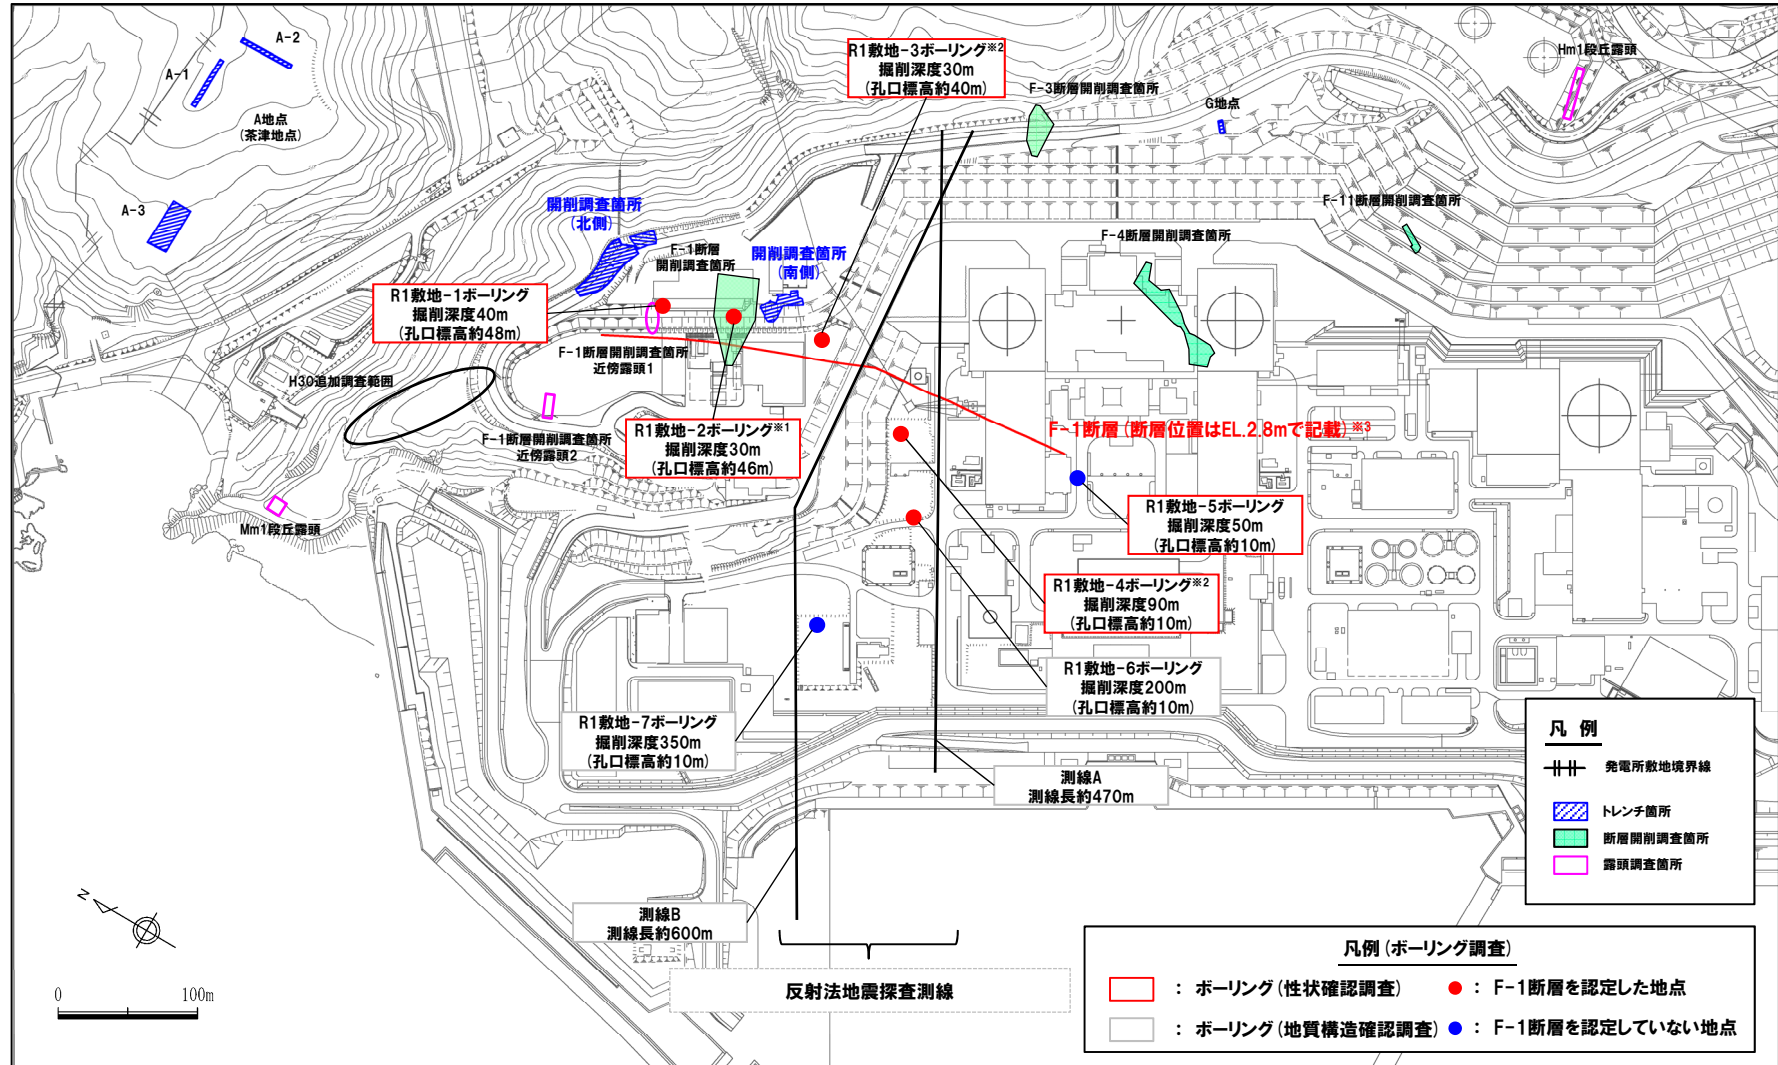 A-2
A-1
A地点
(茶津地点)
A-3
R1敷地-3ボーリング※2
掘削深度30m
(孔口標高約40m)
F-3断層開削調査箇所
G地点
Hm1段丘露頭
開削調査箇所
(北側)
F-1断層
開削調査箇所
開削調査箇所
(南側)
F-11断層開削調査箇所
F-4断層開削調査箇所
R1敷地-1ボーリング
掘削深度40m
(孔口標高約48m)
F-1断層開削調査箇所
近傍露頭1
H30追加調査範囲
F-1断層開削調査箇所
近傍露頭2
R1敷地-2ボーリング※1
掘削深度30m
(孔口標高約46m)
F-1断層(断層位置はEL.2.8mで記載)※3
Mm1段丘露頭
R1敷地-5ボーリング
掘削深度50m
(孔口標高約10m)
R1敷地-4ボーリング※2
掘削深度90m
(孔口標高約10m)
R1敷地-6ボーリング
掘削深度200m
(孔口標高約10m)
R1敷地-7ボーリング
掘削深度350m
(孔口標高約10m)
測線A
測線長約470m
測線B
測線長約600m
反射法地震探査測線
N
0 100m
凡 例
発電所敷地境界線
トレンチ箇所
断層開削調査箇所
露頭調査箇所
凡例(ボーリング調査)
: ボーリング(性状確認調査) : F-1断層を認定した地点
: ボーリング(地質構造確認調査) : F-1断層を認定していない地点